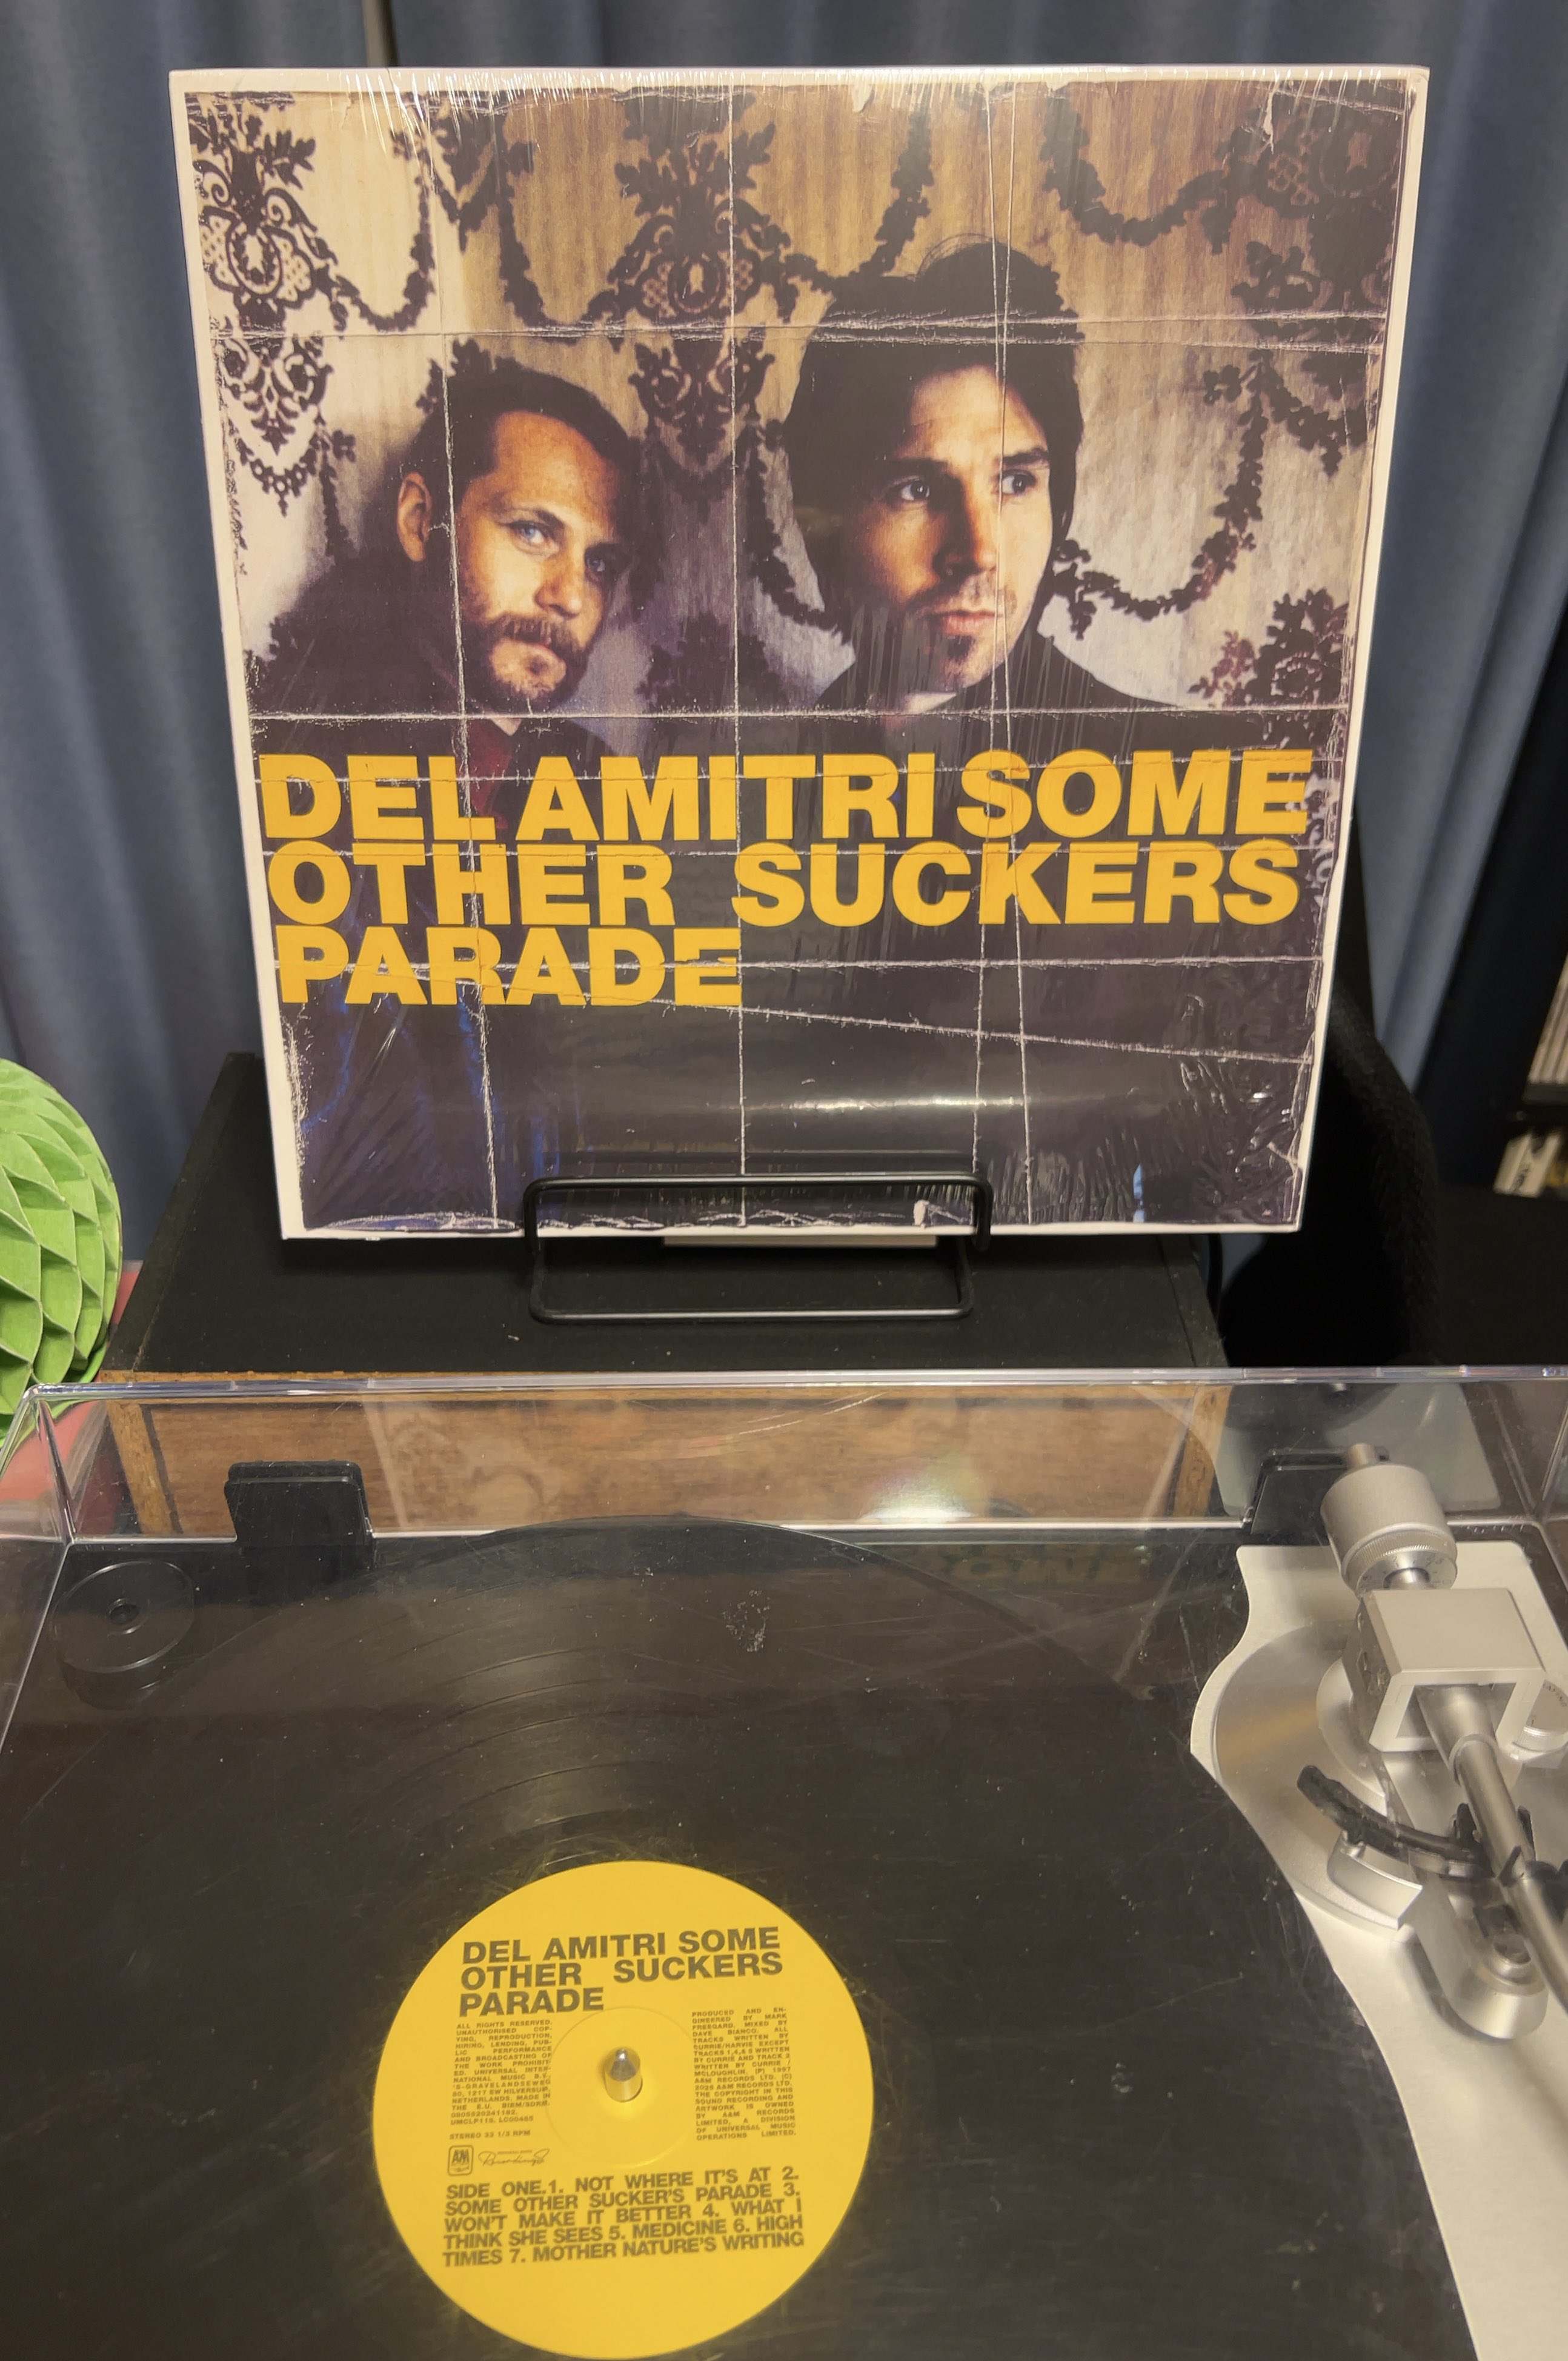 DEL AMITRI SOME
OTHER SUCKERS
PARADE
DEL AMITRI SOME
OTHER SUCKERS
PARADE
ALL RIGHTS RESERVED.
UNAUTHORISED COP-
YING, REPRODUCTION,
HIRING, LENDING, PUB-
LIC PERFORMANCE
AND BROADCASTING OF
THE WORK PROHIBIT-
ED. UNIVERSAL INTER-
NATIONAL MUSIC B.V.,
'S-GRAVELANDSEWEG
80, 1217 EW HILVERSUM,
NETHERLANDS. MADE IN
THE E.U. BIEM/SDRM.
UMCLP118. LC00485
STEREO 33 1/3 RPM
PRODUCED AND EN-
GINEERED BY MARK
FREEGARD. MIXED BY
DAVE BIANCO. ALL
TRACKS WRITTEN BY
CURRIE/HARVIE EXCEPT
TRACKS 1,4,& 6 WRITTEN
BY CURRIE AND TRACK 2
WRITTEN BY CURRIE /
MCLOUGHLIN. (P) 1997
A&M RECORDS LTD. (C)
2025 A&M RECORDS LTD.
THE COPYRIGHT IN THIS
SOUND RECORDING AND
ARTWORK IS OWNED
BY A&M RECORDS
LIMITED, A DIVISION
OF UNIVERSAL MUSIC
OPERATIONS LIMITED.
A&M
Recordings
SIDE ONE.1. NOT WHERE IT'S AT 2.
SOME OTHER SUCKER'S PARADE 3.
WON'T MAKE IT BETTER 4. WHAT I
THINK SHE SEES 5. MEDICINE 6. HIGH
TIMES 7. MOTHER NATURE'S WRITING